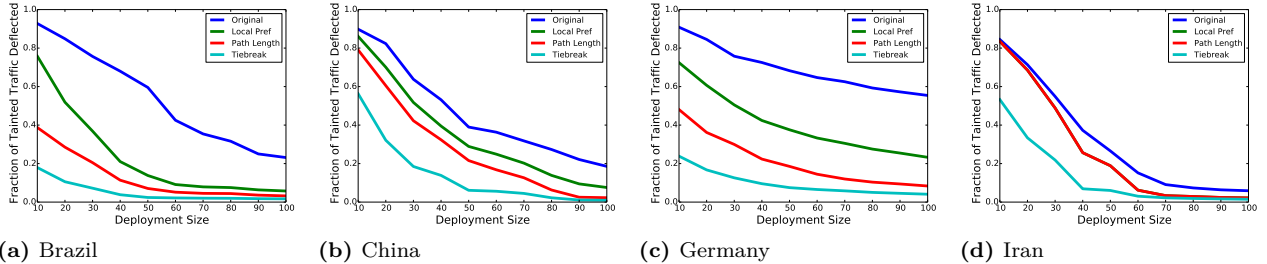 Fraction of Tainted Traffic Deflected
1.0
0.8
0.6
0.4
0.2
0.0
10 20 30 40 50 60 70 80 90 100
Deployment Size
Original
Local Pref
Path Length
Tiebreak
(a) Brazil
Fraction of Tainted Traffic Deflected
1.0
0.8
0.6
0.4
0.2
0.0
10 20 30 40 50 60 70 80 90 100
Deployment Size
Original
Local Pref
Path Length
Tiebreak
(b) China
Fraction of Tainted Traffic Deflected
1.0
0.8
0.6
0.4
0.2
0.0
10 20 30 40 50 60 70 80 90 100
Deployment Size
Original
Local Pref
Path Length
Tiebreak
(c) Germany
Fraction of Tainted Traffic Deflected
1.0
0.8
0.6
0.4
0.2
0.0
10 20 30 40 50 60 70 80 90 100
Deployment Size
Original
Local Pref
Path Length
Tiebreak
(d) Iran